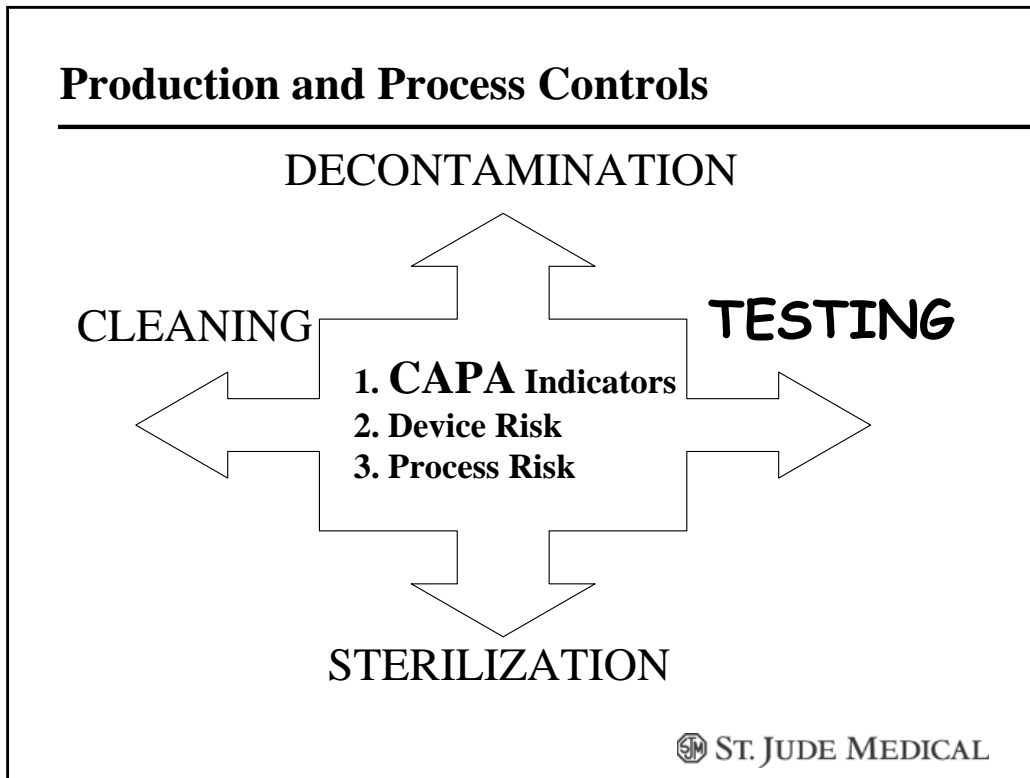 Production and Process Controls
DECONTAMINATION
CLEANING
TESTING
1. CAPA Indicators
2. Device Risk
3. Process Risk
STERILIZATION
SJM ST. JUDE MEDICAL